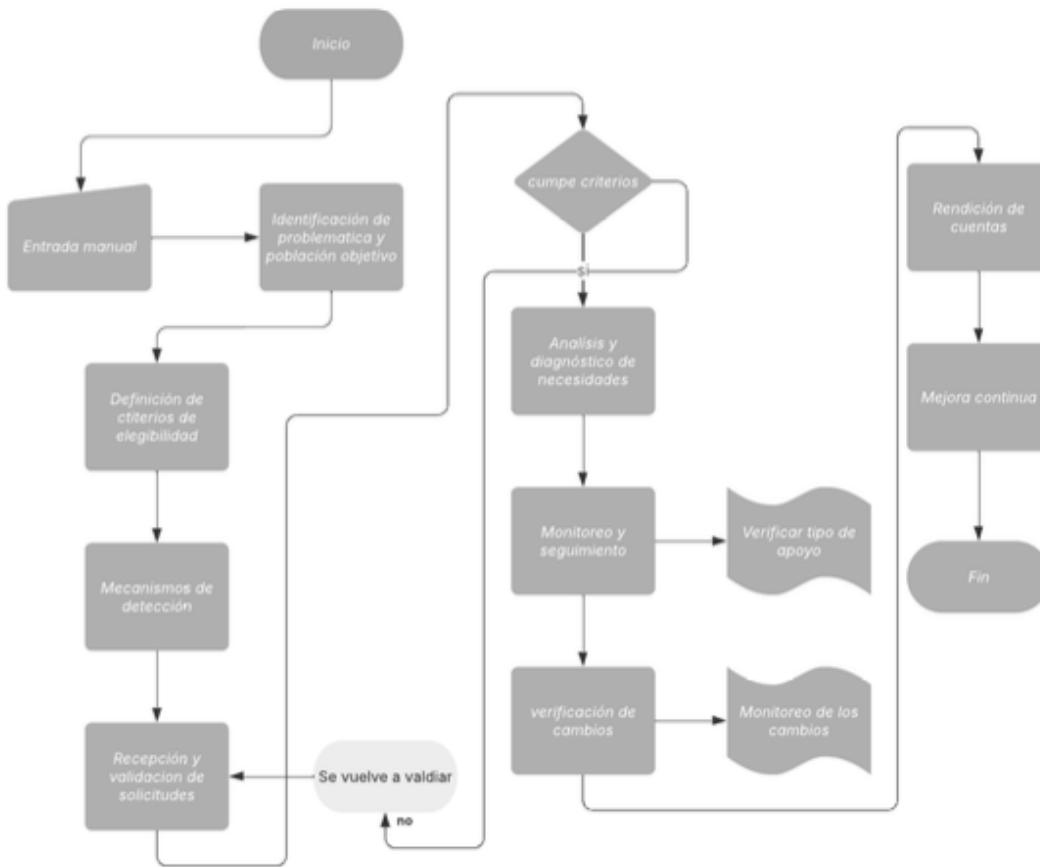 Inicio
Entrada manual
Identificación de
problematica y
población objetivo
Definición de
ctiterios de
elegibilidad
Mecanismos de
detección
Recepción y
validacion de
solicitudes
Se vuelve a valdiar
no
cumpe criterios
si
Analísis y
diagnóstico de
necesidades
Monitoreo y
seguimiento
Verificar tipo de
apoyo
verificación de
cambios
Monitoreo de los
cambios
Rendición de
cuentas
Mejora continua
Fin